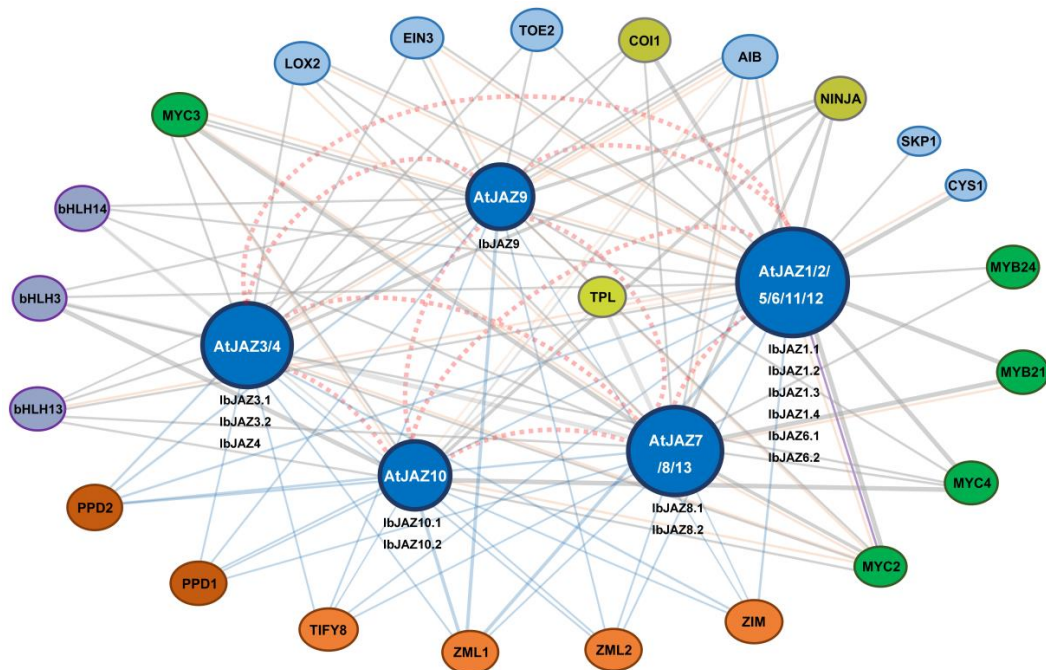 TOE2
EIN3
COI1
AIB
LOX2
NINJA
MYC3
SKP1
CYS1
AtJAZ9
IbJAZ9
bHLH14
MYB24
AtJAZ1/2/
5/6/11/12
TPL
bHLH3
IbJAZ1.1
IbJAZ1.2
IbJAZ1.3
IbJAZ1.4
IbJAZ6.1
IbJAZ6.2
AtJAZ3/4
IbJAZ3.1
IbJAZ3.2
IbJAZ4
MYB21
bHLH13
AtJAZ7
/8/13
IbJAZ8.1
IbJAZ8.2
AtJAZ10
IbJAZ10.1
IbJAZ10.2
MYC4
PPD2
MYC2
PPD1
TIFY8
ZML1
ZML2
ZIM